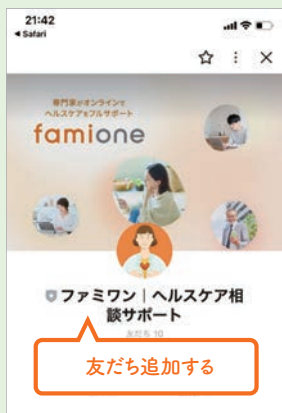 21:42
◀ Safari
専門家がオンラインで
ヘルスケアをフルサポート
famione
ファミワン｜ヘルスケア相
談サポート
友だち 10
友だち追加する